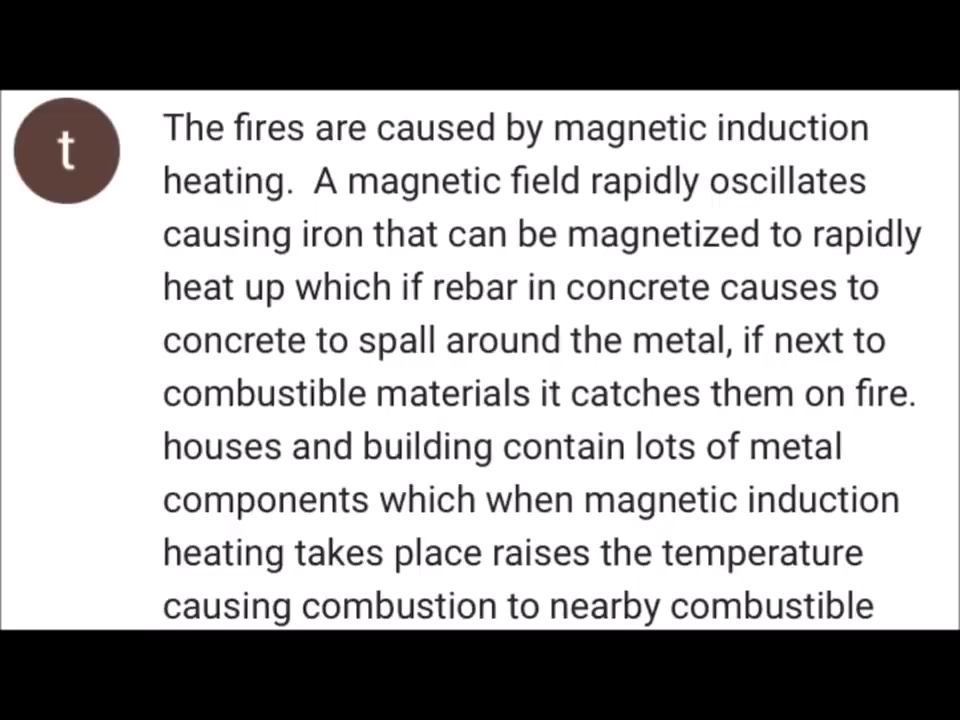 t
The fires are caused by magnetic induction
heating.  A magnetic field rapidly oscillates
causing iron that can be magnetized to rapidly
heat up which if rebar in concrete causes to
concrete to spall around the metal, if next to
combustible materials it catches them on fire.
houses and building contain lots of metal
components which when magnetic induction
heating takes place raises the temperature
causing combustion to nearby combustible